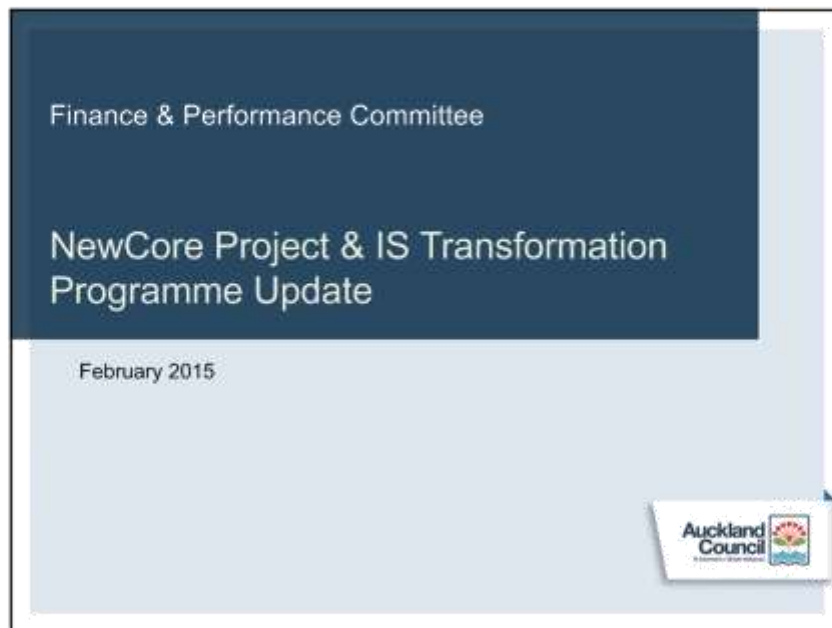 Finance & Performance Committee
NewCore Project & IS Transformation
Programme Update
February 2015
Auckland
Council